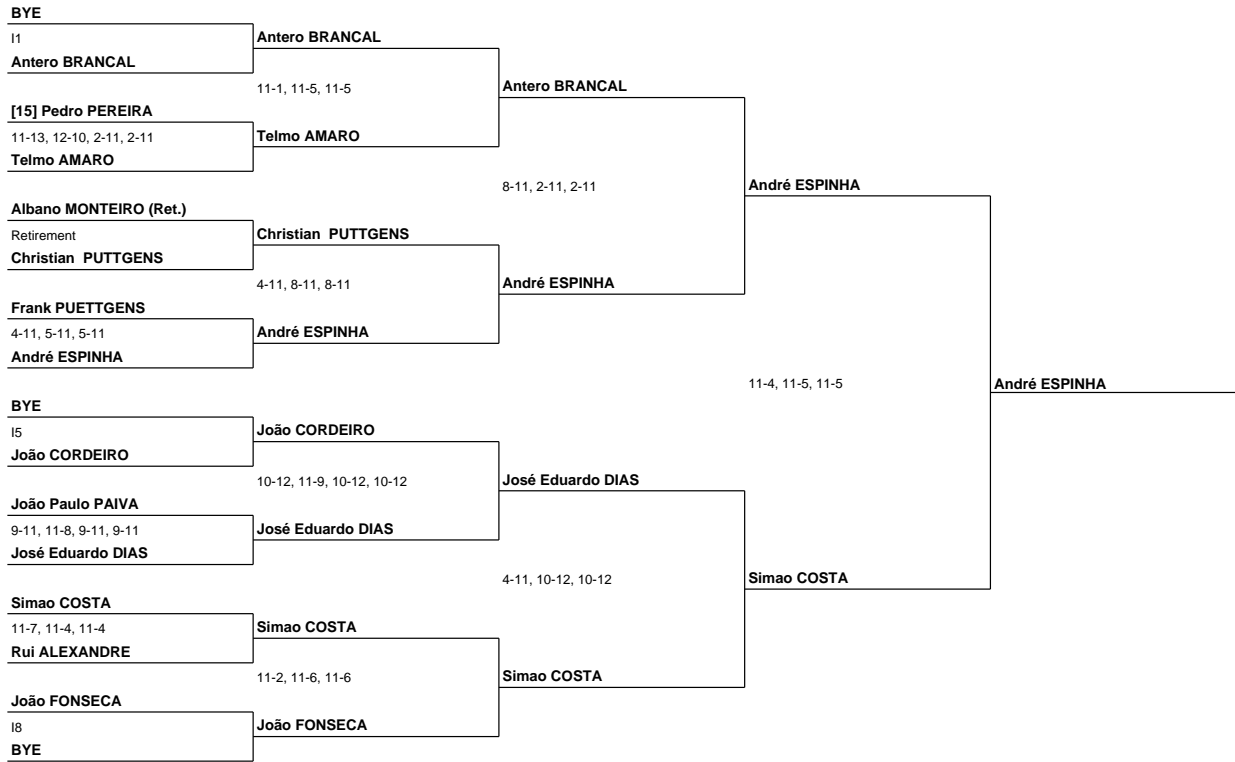 BYE
I1
Antero BRANCAL
Antero BRANCAL
11-1, 11-5, 11-5
Antero BRANCAL
[15] Pedro PEREIRA
11-13, 12-10, 2-11, 2-11
Telmo AMARO
Telmo AMARO
8-11, 2-11, 2-11
André ESPINHA
Albano MONTEIRO (Ret.)
Retirement
Christian PUTTGENS
Christian PUTTGENS
4-11, 8-11, 8-11
André ESPINHA
Frank PUETTGENS
4-11, 5-11, 5-11
André ESPINHA
André ESPINHA
11-4, 11-5, 11-5
André ESPINHA
BYE
I5
João CORDEIRO
João CORDEIRO
10-12, 11-9, 10-12, 10-12
José Eduardo DIAS
João Paulo PAIVA
9-11, 11-8, 9-11, 9-11
José Eduardo DIAS
José Eduardo DIAS
4-11, 10-12, 10-12
Simao COSTA
Simao COSTA
11-7, 11-4, 11-4
Rui ALEXANDRE
Simao COSTA
11-2, 11-6, 11-6
Simao COSTA
João FONSECA
I8
BYE
João FONSECA